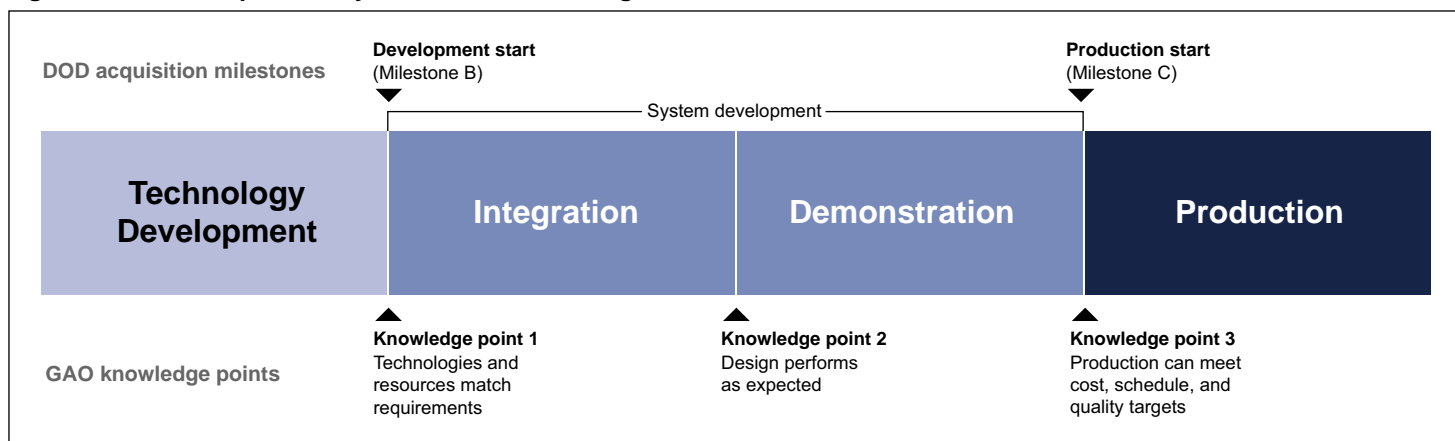 Development start
(Milestone B)
Production start
(Milestone C)
DOD acquisition milestones
System development
Technology
Development
Integration
Demonstration
Production
GAO knowledge points
Knowledge point 1
Technologies and
resources match
requirements
Knowledge point 2
Design performs
as expected
Knowledge point 3
Production can meet
cost, schedule, and
quality targets